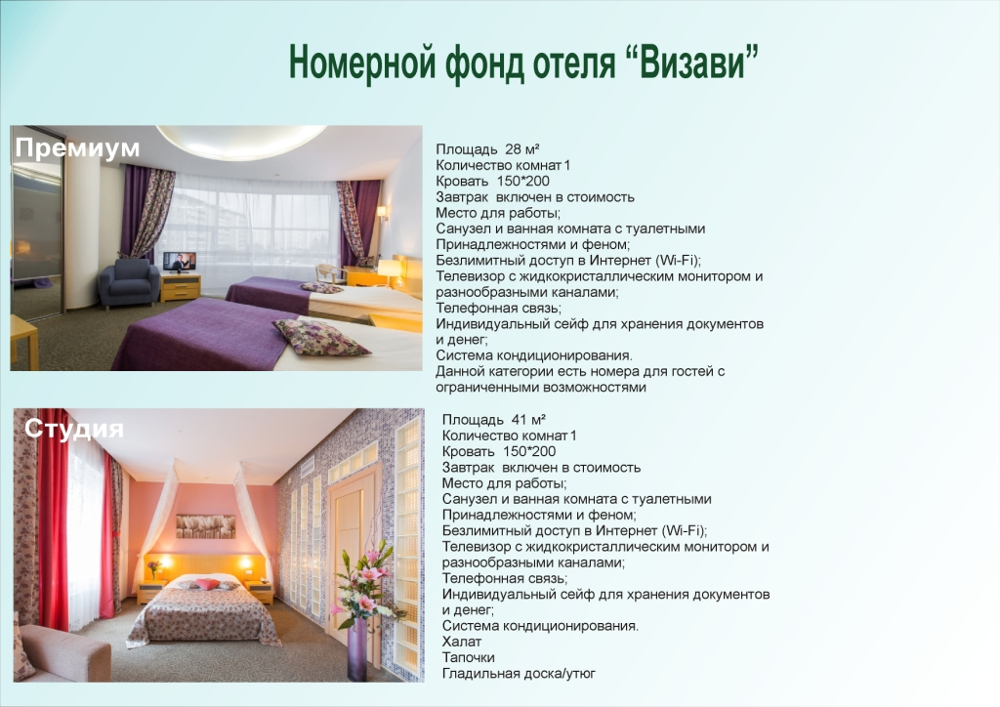 Номерной фонд отеля “Визави”
Премиум
Площадь 28 м²
Количество комнат 1
Кровать 150*200
Завтрак включен в стоимость
Место для работы;
Санузел и ванная комната с туалетными
Принадлежностями и феном;
Безлимитный доступ в Интернет (Wi-Fi);
Телевизор с жидкокристаллическим монитором и
разнообразными каналами;
Телефонная связь;
Индивидуальный сейф для хранения документов
и денег;
Система кондиционирования.
Данной категории есть номера для гостей с
ограниченными возможностями
Студия
Площадь 41 м²
Количество комнат 1
Кровать 150*200
Завтрак включен в стоимость
Место для работы;
Санузел и ванная комната с туалетными
Принадлежностями и феном;
Безлимитный доступ в Интернет (Wi-Fi);
Телевизор с жидкокристаллическим монитором и
разнообразными каналами;
Телефонная связь;
Индивидуальный сейф для хранения документов
и денег;
Система кондиционирования.
Халат
Тапочки
Гладильная доска/утюг